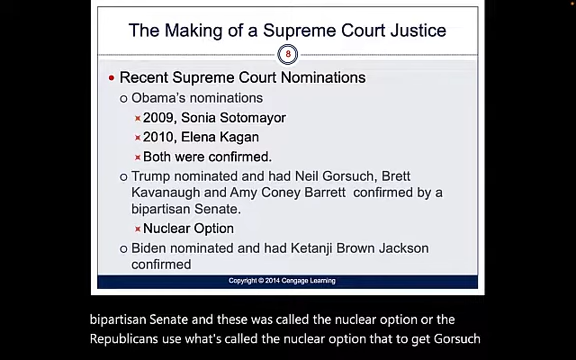 The Making of a Supreme Court Justice
8
• Recent Supreme Court Nominations
○ Obama's nominations
× 2009, Sonia Sotomayor
× 2010, Elena Kagan
× Both were confirmed.
○ Trump nominated and had Neil Gorsuch, Brett
Kavanaugh and Amy Coney Barrett confirmed by a
bipartisan Senate.
× Nuclear Option
○ Biden nominated and had Ketanji Brown Jackson
confirmed
Copyright © 2014 Cengage Learning
bipartisan Senate and these was called the nuclear option or the
Republicans use what's called the nuclear option that to get Gorsuch